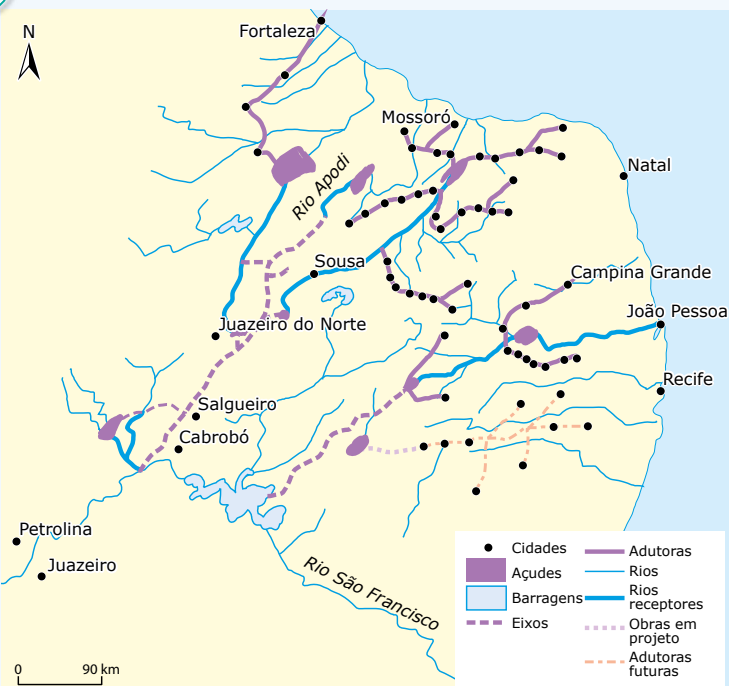 Fortaleza
N
Mossoró
Rio Apodi
Natal
Sousa
Campina Grande
João Pessoa
Juazeiro do Norte
Recife
Salgueiro
Cabrobó
Petrolina
Juazeiro
Rio São Francisco
0 90 km
Cidades
Açudes
Barragens
Eixos
Adutoras
Rios
Rios
receptores
Obras em
projeto
Adutoras
futuras